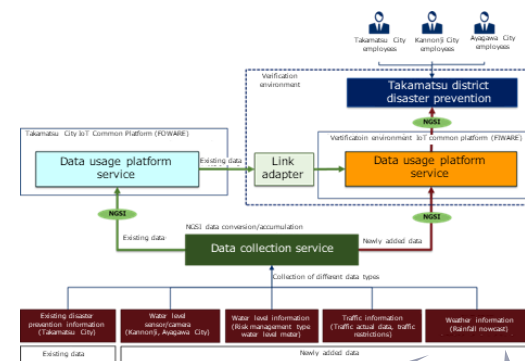 Takamatsu City
employees
Kannonji City
employees
Ayagawa City
employees
Verification
environment
Takamatsu district
disaster prevention
NGSI
Takamatsu City IoT Common Platform (FIWARE)
Verificatoin environment IoT common platform (FIWARE)
Data usage platform
service
Existing data
Link
adapter
Data usage platform
service
NGSI
NGSI
NGSI data conversion/accumulation
Existing data
Data collection service
Newly added data
Collection of different data types
Existing disaster
prevention information
(Takamatsu City)
Water level
sensor/camera
(Kannonji, Ayagawa City)
Water level information
(Risk management type
water level meter)
Traffic information
(Traffic actual data, traffic
restrictions)
Weather information
(Rainfall nowcast)
Existing data
Newly added data